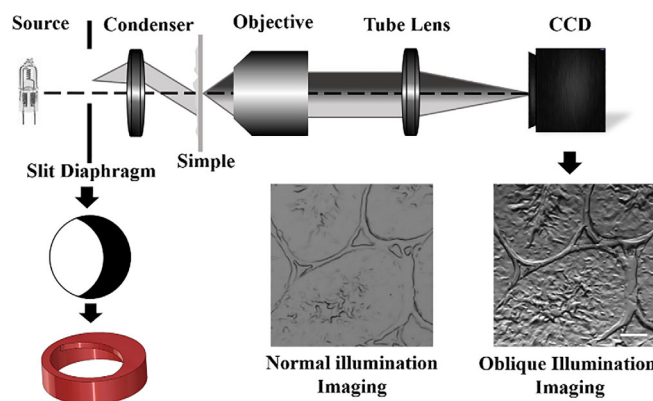 Source
Condenser
Objective
Tube Lens
CCD
Simple
Slit Diaphragm
Normal illumination
Imaging
Oblique Illumination
Imaging